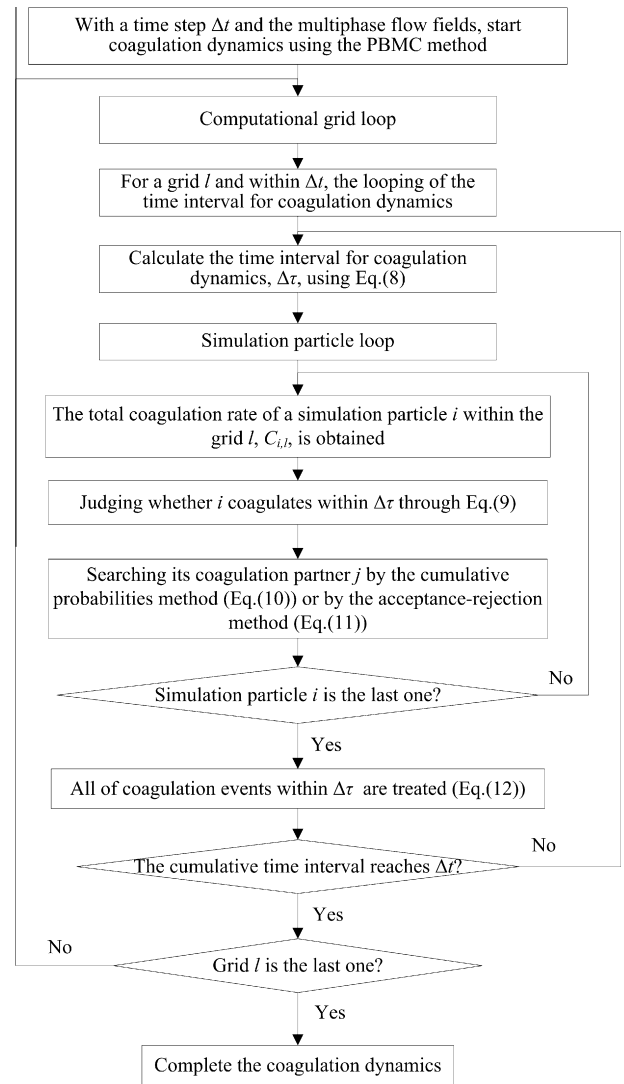 With a time step Δt and the multiphase flow fields, start
coagulation dynamics using the PBMC method
Computational grid loop
For a grid l and within Δt, the looping of the
time interval for coagulation dynamics
Calculate the time interval for coagulation
dynamics, Δτ, using Eq.(8)
Simulation particle loop
The total coagulation rate of a simulation particle i within the
grid l, Ci,l, is obtained
Judging whether i coagulates within Δτ through Eq.(9)
Searching its coagulation partner j by the cumulative
probabilities method (Eq.(10)) or by the acceptance-rejection
method (Eq.(11))
No
Simulation particle i is the last one?
Yes
All of coagulation events within Δτ are treated (Eq.(12))
No
The cumulative time interval reaches Δt?
Yes
No
Grid l is the last one?
Yes
Complete the coagulation dynamics